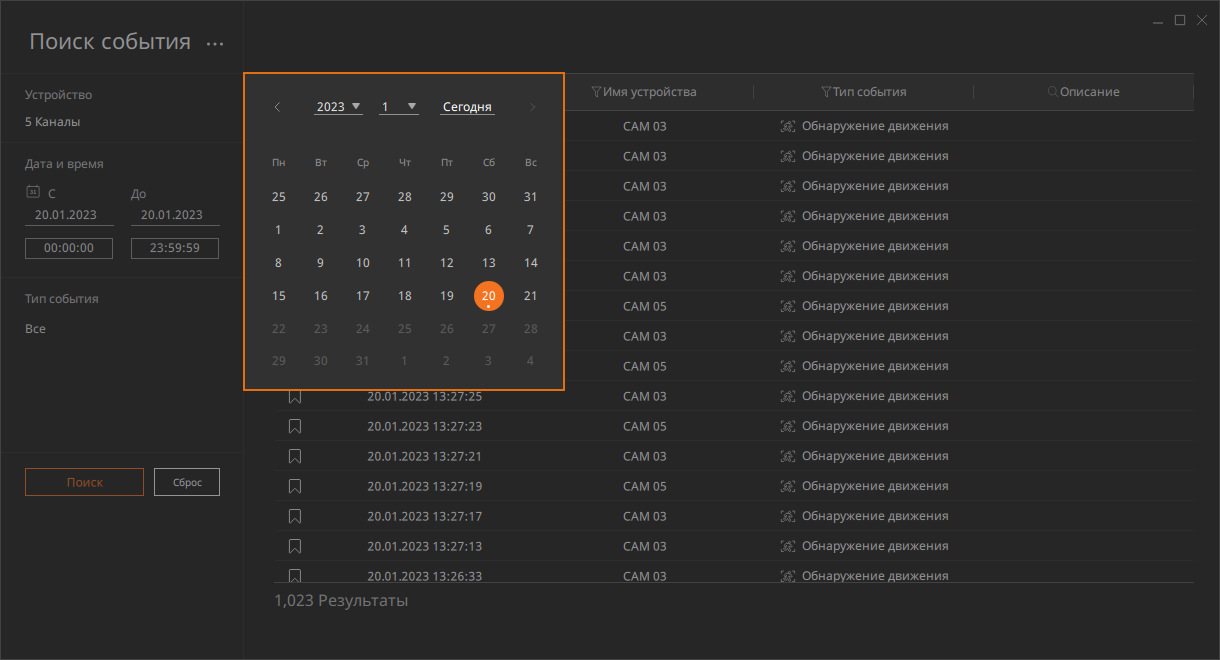 Поиск события ...
Устройство
5 Каналы
Дата и время
31 С До
20.01.2023 20.01.2023
00:00:00 23:59:59
Тип события
Все
Поиск Сброс
2023 1 Сегодня
Пн Вт Ср Чт Пт Сб Вс
25 26 27 28 29 30 31
1 2 3 4 5 6 7
8 9 10 11 12 13 14
15 16 17 18 19 20 21
22 23 24 25 26 27 28
29 30 31 1 2 3 4
Имя устройства Тип события Описание
CAM 03 Обнаружение движения
CAM 03 Обнаружение движения
CAM 03 Обнаружение движения
CAM 03 Обнаружение движения
CAM 03 Обнаружение движения
CAM 03 Обнаружение движения
CAM 05 Обнаружение движения
CAM 03 Обнаружение движения
CAM 05 Обнаружение движения
20.01.2023 13:27:25 CAM 03 Обнаружение движения
20.01.2023 13:27:23 CAM 05 Обнаружение движения
20.01.2023 13:27:21 CAM 03 Обнаружение движения
20.01.2023 13:27:19 CAM 05 Обнаружение движения
20.01.2023 13:27:17 CAM 03 Обнаружение движения
20.01.2023 13:27:13 CAM 03 Обнаружение движения
20.01.2023 13:26:33 CAM 03 Обнаружение движения
1,023 Результаты